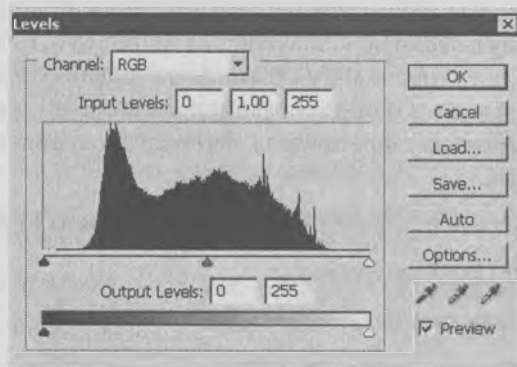 Levels
Channel: RGB
OK
Input Levels: 0 1,00 255
Cancel
Load...
Save...
Auto
Options...
Output Levels: 0 255
Preview